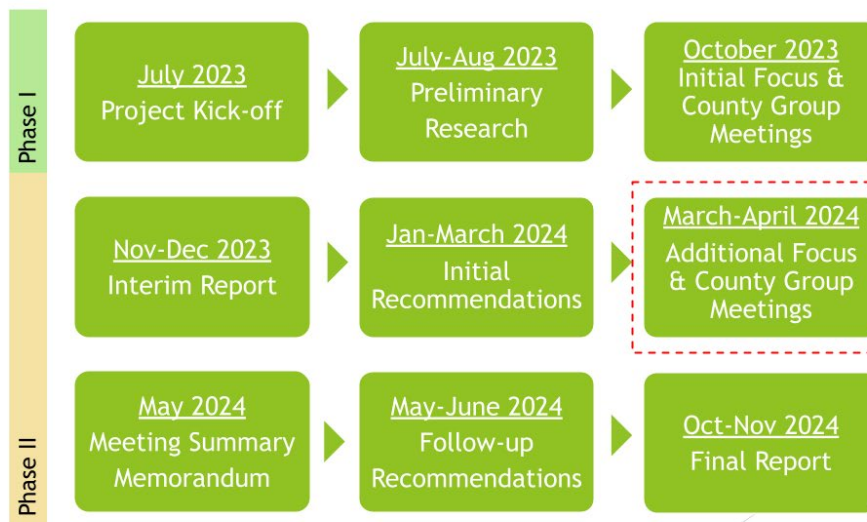 Phase I
July 2023
Project Kick-off
July-Aug 2023
Preliminary
Research
October 2023
Initial Focus &
County Group
Meetings
Phase II
Nov-Dec 2023
Interim Report
Jan-March 2024
Initial
Recommendations
March-April 2024
Additional Focus
& County Group
Meetings
May 2024
Meeting Summary
Memorandum
May-June 2024
Follow-up
Recommendations
Oct-Nov 2024
Final Report